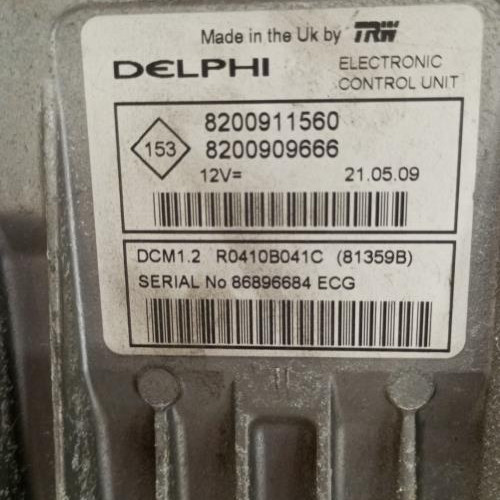 Made in the Uk by TRW
DELPHI
ELECTRONIC
CONTROL UNIT
153
8200911560
8200909666
12V= 21.05.09
DCM1.2 R0410B041C (81359B)
SERIAL No 86896684 ECG